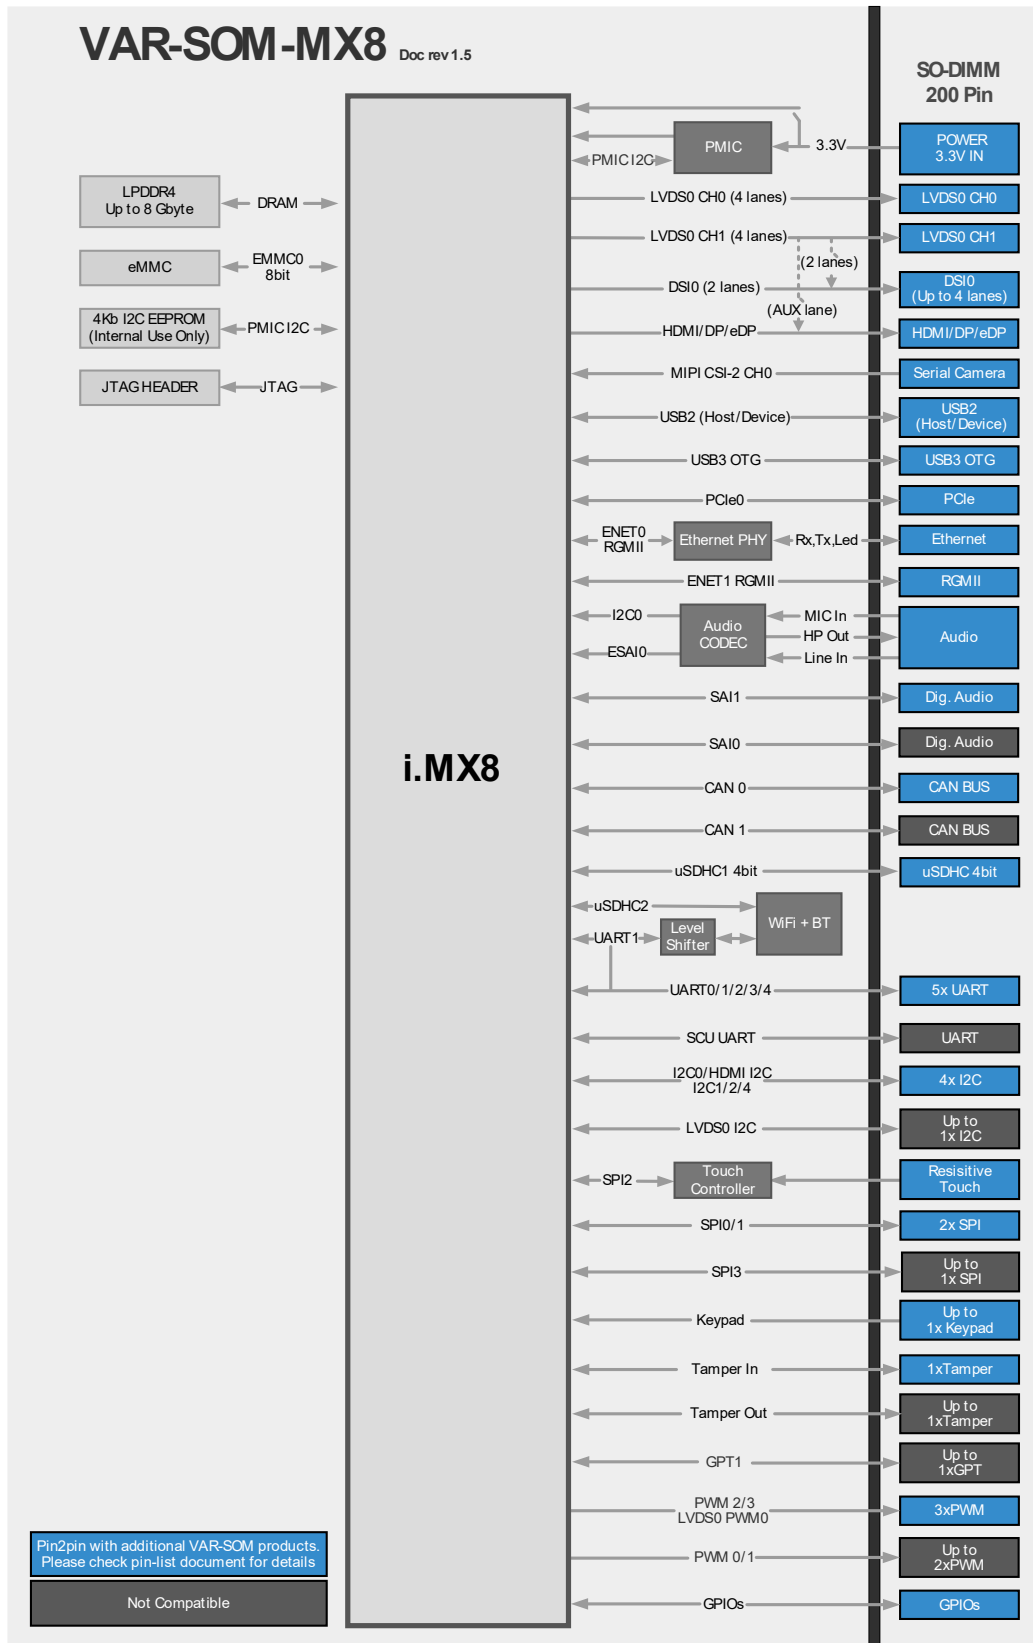 VAR-SOM-MX8 Doc rev 1.5
SO-DIMM
200 Pin
LPDDR4
Up to 8 Gbyte
DRAM
eMMC
EMMC0
8bit
4Kb I2C EEPROM
(Internal Use Only)
PMIC I2C
JTAG HEADER
JTAG
i.MX8
PMIC
3.3V
POWER
3.3V IN
PMIC I2C
LVDS0 CH0 (4 lanes)
LVDS0 CH0
LVDS0 CH1 (4 lanes)
LVDS0 CH1
(2 lanes)
DSI0 (2 lanes)
DSI0
(Up to 4 lanes)
(AUX lane)
HDMI/DP/eDP
HDMI/DP/eDP
MIPI CSI-2 CH0
Serial Camera
USB2 (Host/Device)
USB2
(Host/Device)
USB3 OTG
USB3 OTG
PCIe0
PCIe
ENET0
RGMII
Ethernet PHY
Rx,Tx,Led
Ethernet
ENET1 RGMII
RGMII
I2C0
ESAI0
Audio
CODEC
MIC In
HP Out
Line In
Audio
SAI1
Dig. Audio
SAI0
Dig. Audio
CAN 0
CAN BUS
CAN 1
CAN BUS
uSDHC1 4bit
uSDHC 4bit
uSDHC2
WiFi + BT
UART1
Level
Shifter
UART0/1/2/3/4
5x UART
SCU UART
UART
I2C0/HDMI I2C
I2C1/2/4
4x I2C
LVDS0 I2C
Up to
1x I2C
SPI2
Touch
Controller
Resisitive
Touch
SPI0/1
2x SPI
SPI3
Up to
1x SPI
Keypad
Up to
1x Keypad
Tamper In
1xTamper
Tamper Out
Up to
1xTamper
GPT1
Up to
1xGPT
PWM 2/3
LVDS0 PWM0
3xPWM
PWM 0/1
Up to
2xPWM
GPIOs
GPIOs
Pin2pin with additional VAR-SOM products.
Please check pin-list document for details
Not Compatible